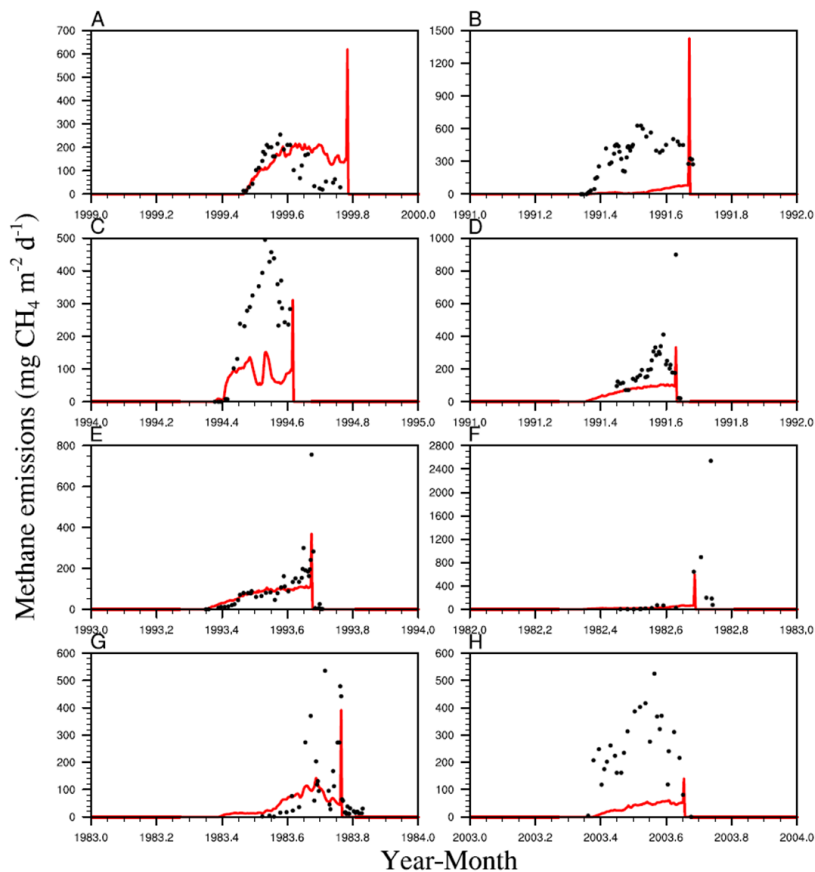 A
B
700
600
500
400
300
200
100
0
1999.0 1999.2 1999.4 1999.6 1999.8 2000.0
1500
1200
900
600
300
0
1991.0 1991.2 1991.4 1991.6 1991.8 1992.0
C
D
500
400
300
200
100
0
1994.0 1994.2 1994.4 1994.6 1994.8 1995.0
1000
800
600
400
200
0
1991.0 1991.2 1991.4 1991.6 1991.8 1992.0
E
F
800
600
400
200
0
1993.0 1993.2 1993.4 1993.6 1993.8 1994.0
2800
2400
2000
1600
1200
800
400
0
1982.0 1982.2 1982.4 1982.6 1982.8 1983.0
G
H
600
500
400
300
200
100
0
1983.0 1983.2 1983.4 1983.6 1983.8 1984.0
600
500
400
300
200
100
0
2003.0 2003.2 2003.4 2003.6 2003.8 2004.0
Methane emissions (mg CH₄ m⁻² d⁻¹)
Year-Month